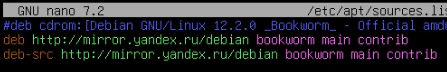 GNU nano 7.2 /etc/apt/sources.lis
#deb cdrom:[Debian GNU/Linux 12.2.0 _Bookworm_ - Official amd
deb http://mirror.yandex.ru/debian bookworm main contrib
deb-src http://mirror.yandex.ru/debian bookworm main contrib